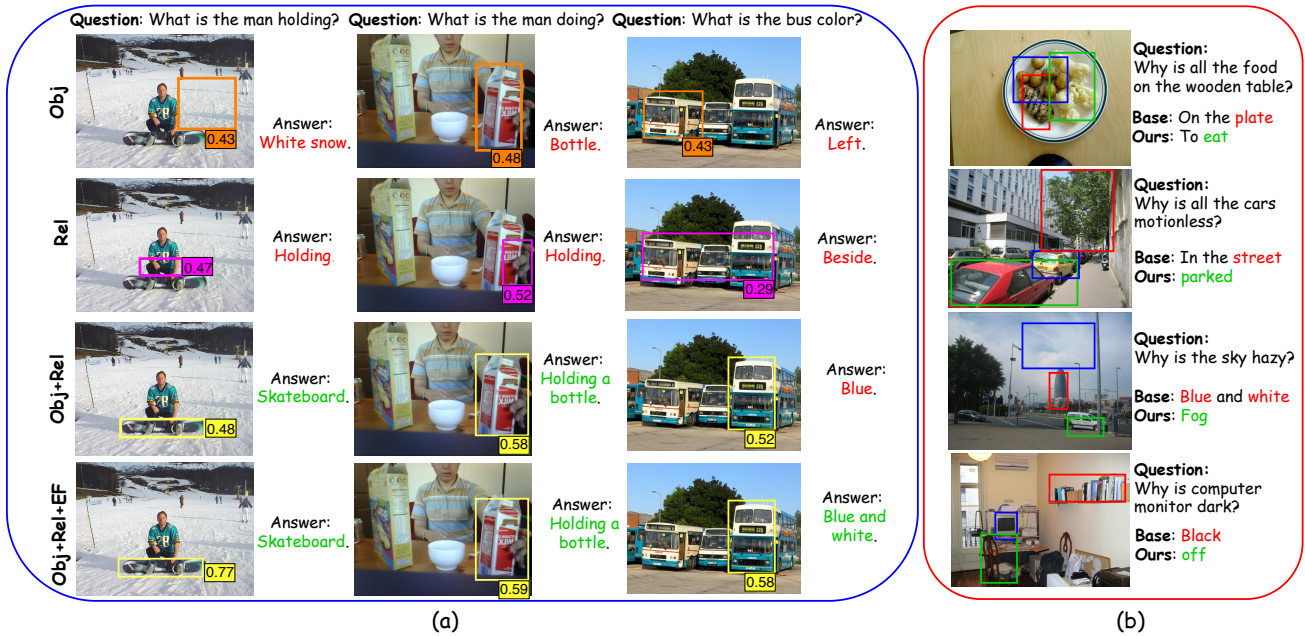 Question: What is the man holding?
Question: What is the man doing?
Question: What is the bus color?
Obj
0.43
Answer:
White snow.
0.48
Answer:
Bottle.
0.43
Answer:
Left.
Rel
0.47
Answer:
Holding.
0.52
Answer:
Holding.
0.29
Answer:
Beside.
Obj+Rel
0.48
Answer:
Skateboard.
0.58
Answer:
Holding a
bottle.
0.52
Answer:
Blue.
Obj+Rel+EF
0.77
Answer:
Skateboard.
0.59
Answer:
Holding a
bottle.
0.58
Answer:
Blue and
white.
(a)
Question:
Why is all the food
on the wooden table?
Base: On the plate
Ours: To eat
Question:
Why is all the cars
motionless?
Base: In the street
Ours: parked
Question:
Why is the sky hazy?
Base: Blue and white
Ours: Fog
Question:
Why is computer
monitor dark?
Base: Black
Ours: off
(b)